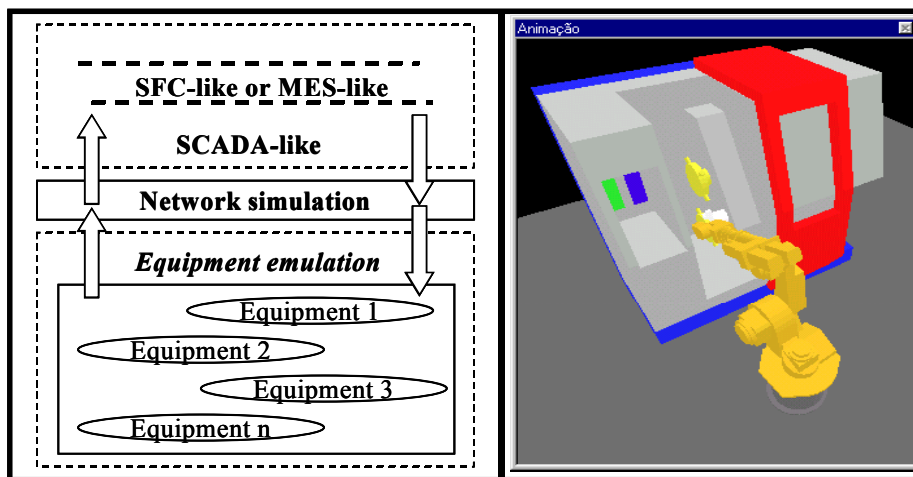 SFC-like or MES-like
SCADA-like
Network simulation
Equipment emulation
Equipment 1
Equipment 2
Equipment 3
Equipment n
Animação